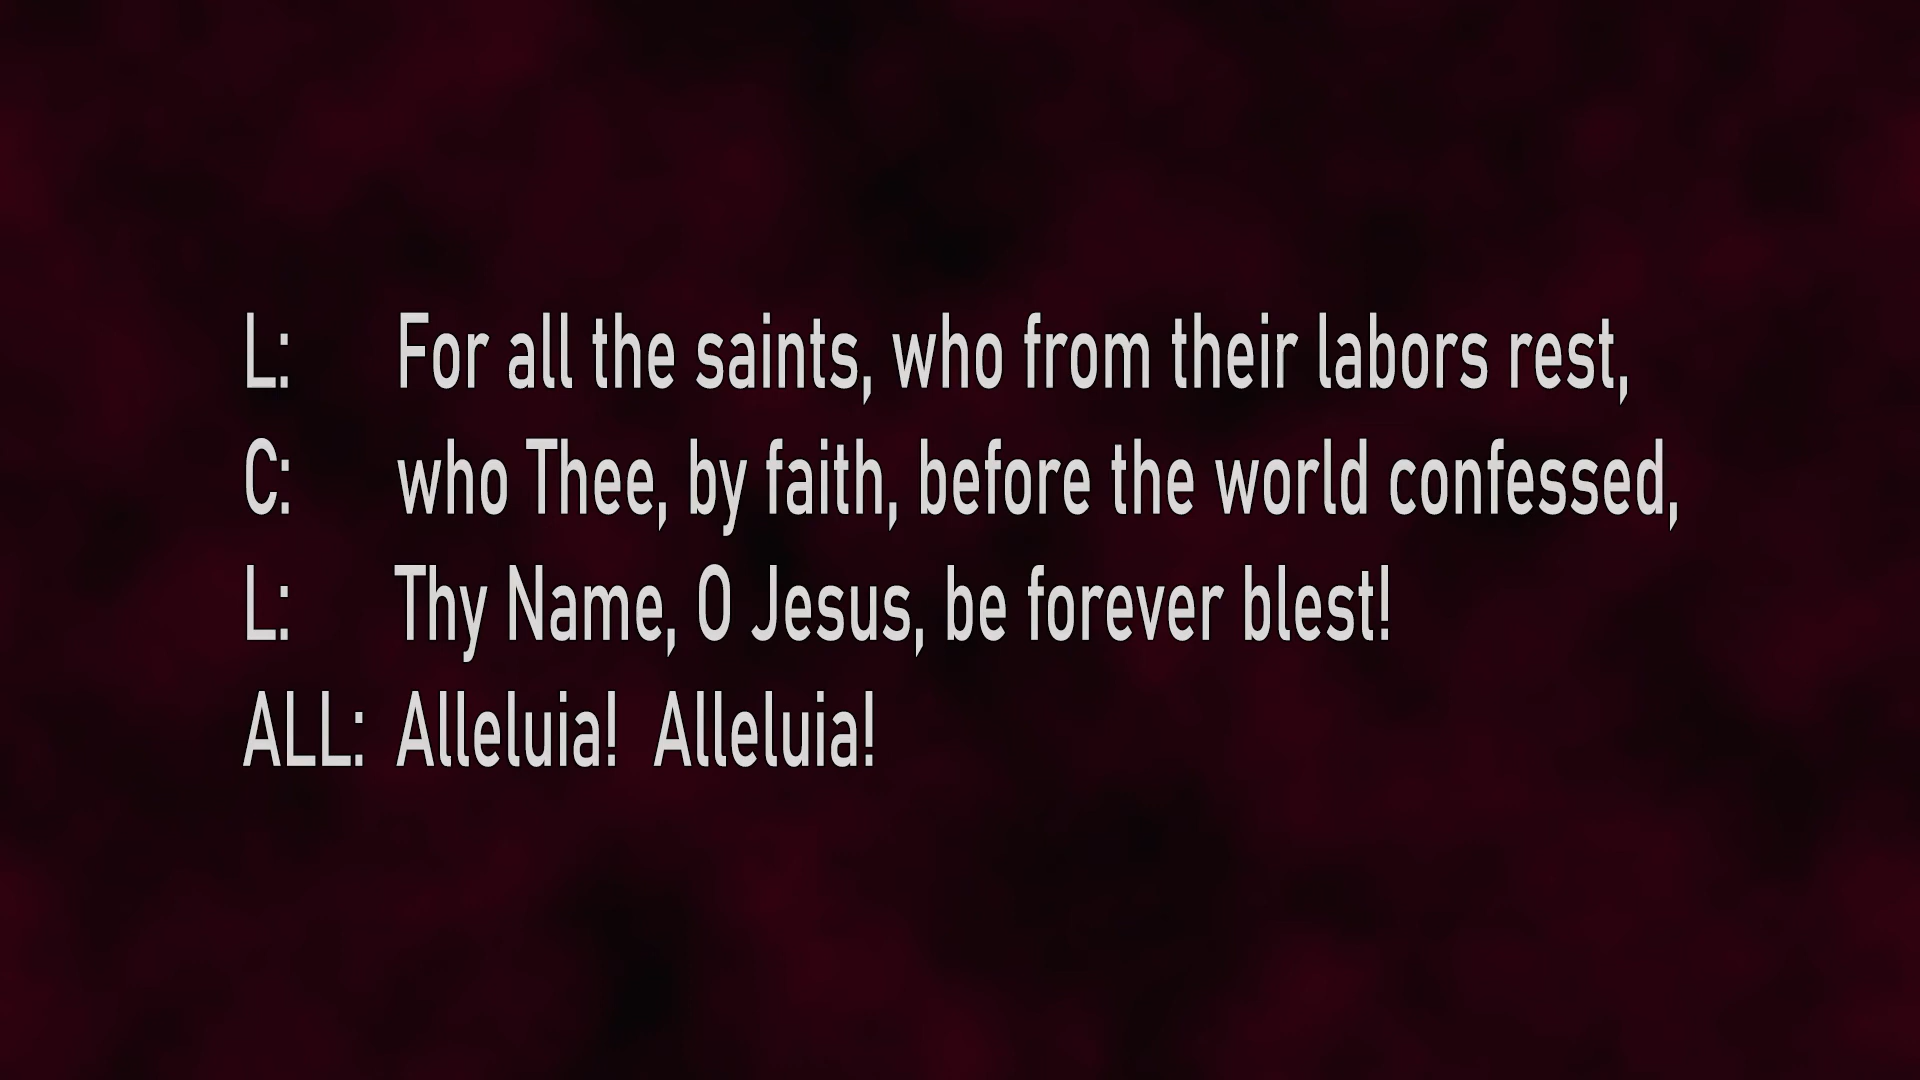 L: For all the saints, who from their labors rest,
C: who Thee, by faith, before the world confessed,
L: Thy Name, O Jesus, be forever blest!
ALL: Alleluia!  Alleluia!